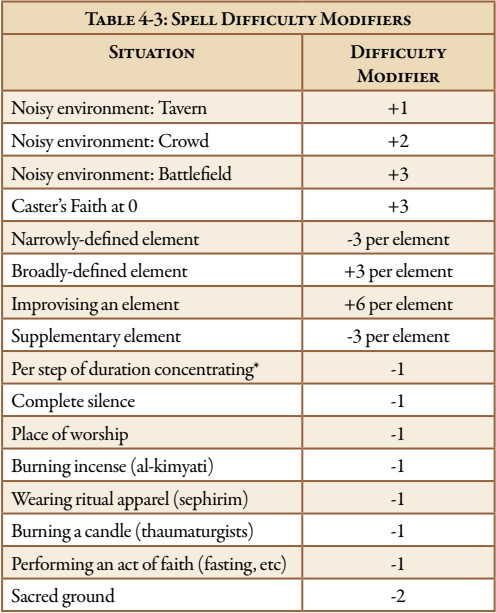 Table 4-3: Spell Difficulty Modifiers
Situation Difficulty
Modifier
Noisy environment: Tavern +1
Noisy environment: Crowd +2
Noisy environment: Battlefield +3
Caster's Faith at 0 +3
Narrowly-defined element -3 per element
Broadly-defined element +3 per element
Improvising an element +6 per element
Supplementary element -3 per element
Per step of duration concentrating* -1
Complete silence -1
Place of worship -1
Burning incense (al-kimyati) -1
Wearing ritual apparel (sephirim) -1
Burning a candle (thaumaturgists) -1
Performing an act of faith (fasting, etc) -1
Sacred ground -2